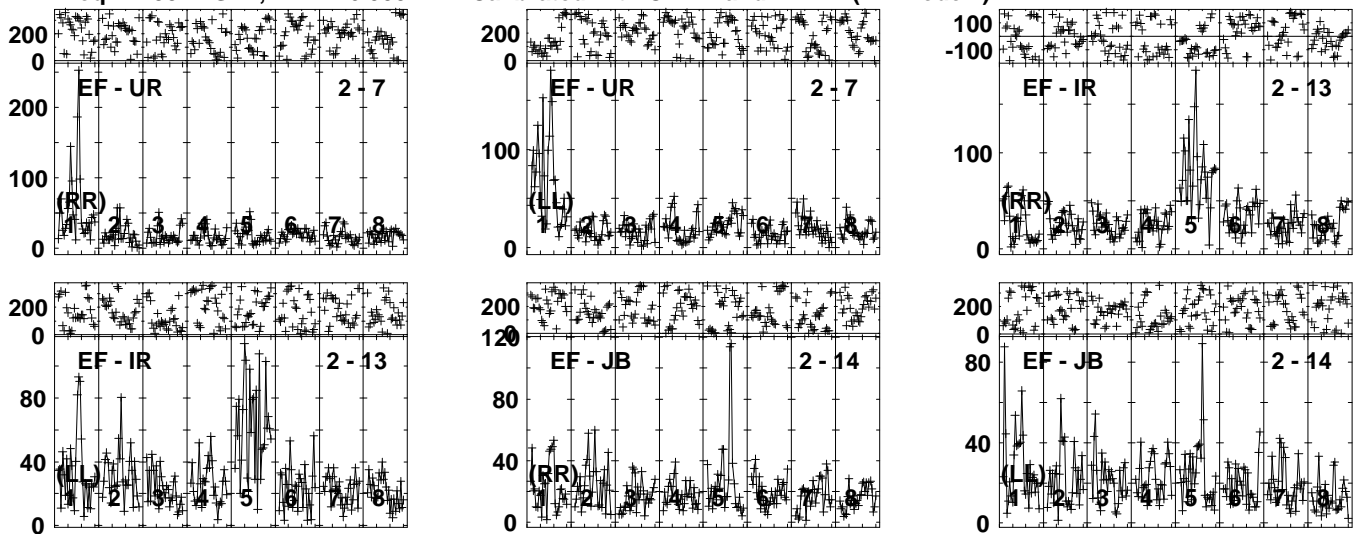 200 200 100
0 0 -100
EF - UR 2 - 7 EF - UR 2 - 7 EF - IR 2 - 13
200
100 100
100
(RR) (LL) (RR)
1 2 3 4 5 6 7 8 1 2 3 4 5 6 7 8 1 2 3 4 5 6 7 8
0 0 0
200 200 200
0 0 0
120
EF - IR 2 - 13 EF - JB 2 - 14 EF - JB 2 - 14
80 80 80
40 40 40
(LL) (RR) (LL)
1 2 3 4 5 6 7 8 1 2 3 4 5 6 7 8 1 2 3 4 5 6 7 8
0 0 0